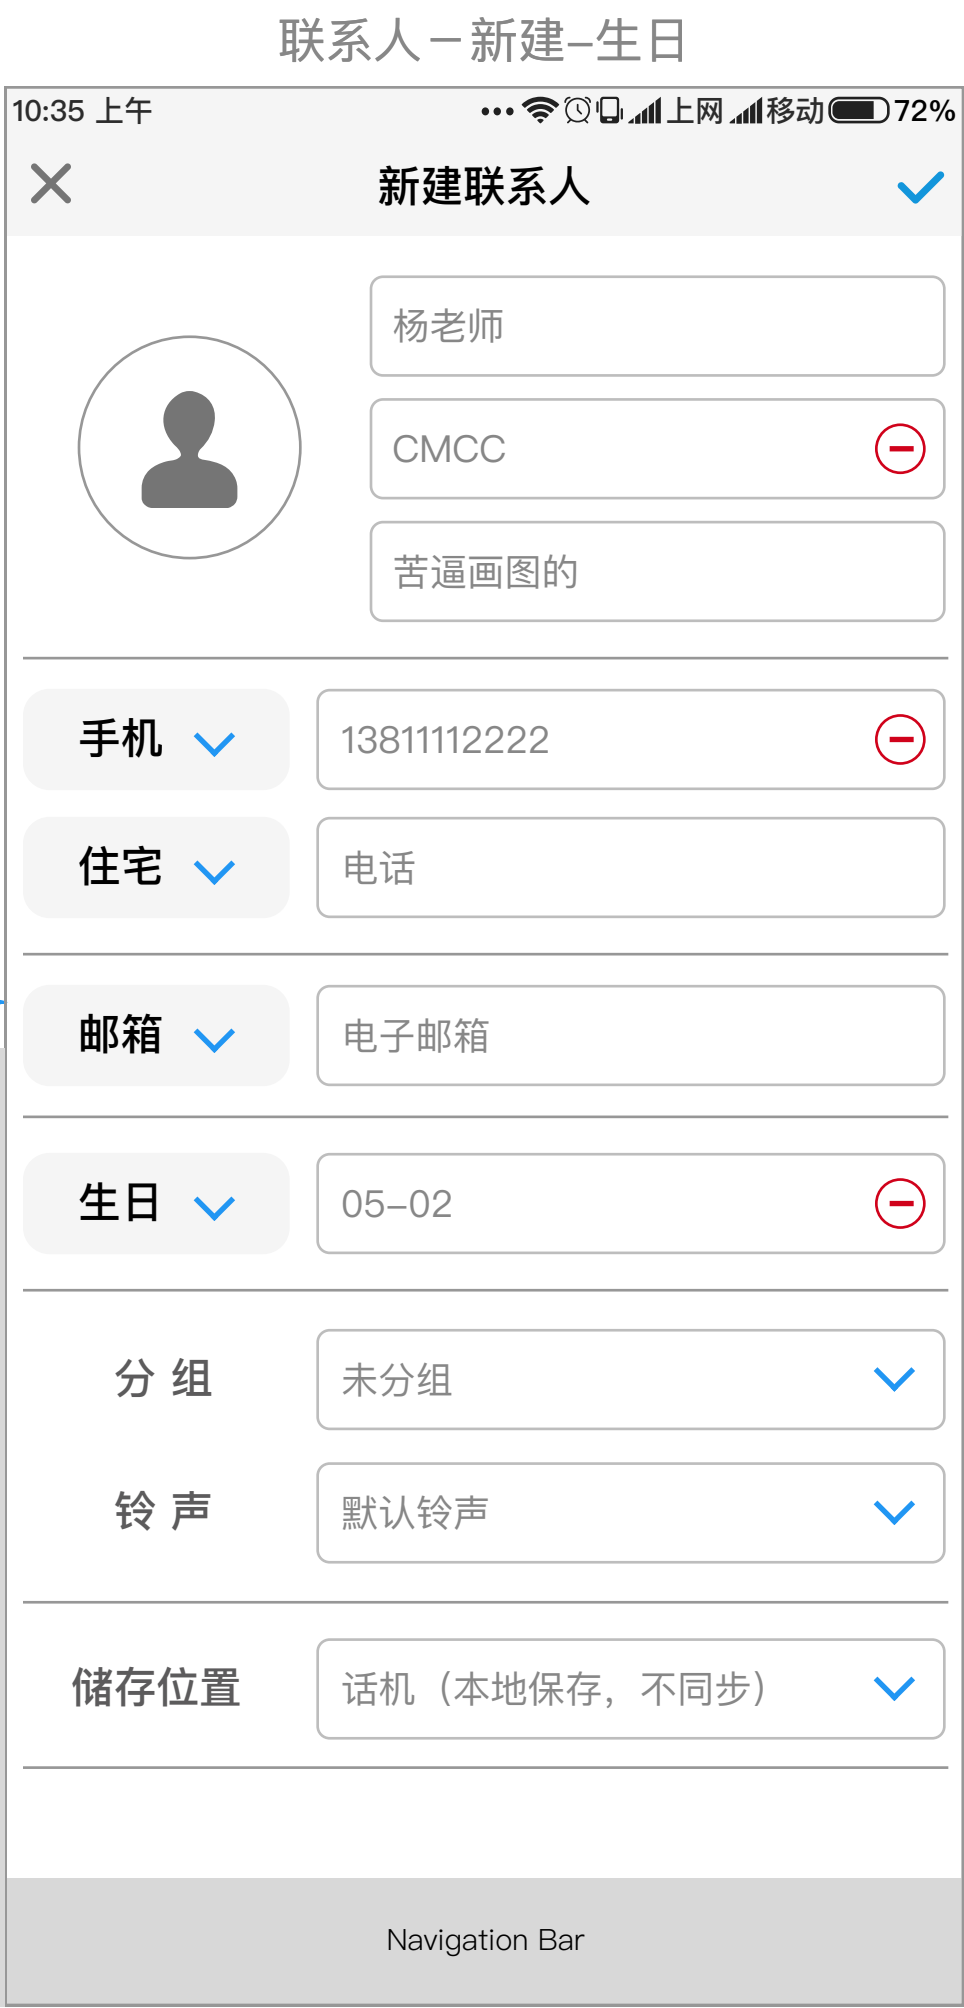 联系人－新建–生日
10:35 上午 上网 移动 72%
新建联系人
杨老师
CMCC
苦逼画图的
手机 13811112222
住宅 电话
邮箱 电子邮箱
生日 05–02
分 组 未分组
铃 声 默认铃声
储存位置 话机（本地保存，不同步）
Navigation Bar